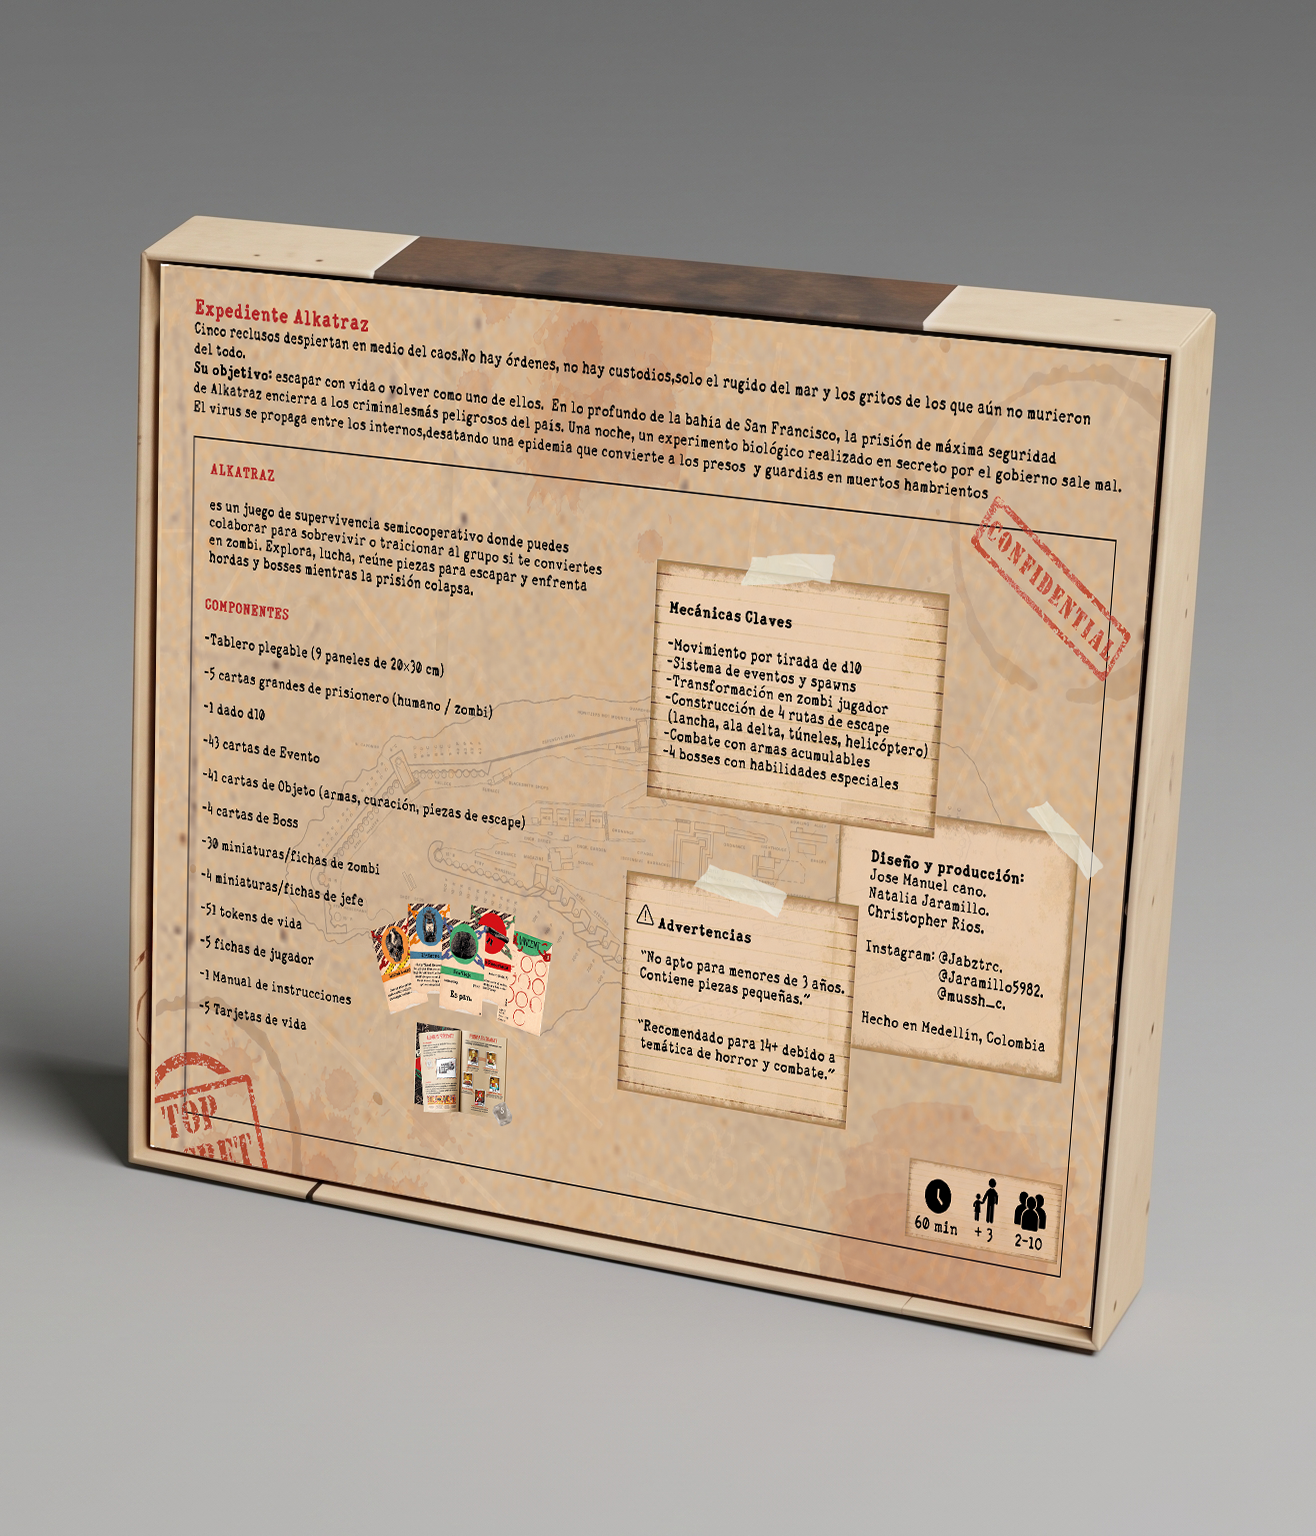 Expediente Alkatraz
Cinco reclusos despiertan en medio del caos.No hay órdenes, no hay custodios,solo el rugido del mar y los gritos de los que aún no murieron
del todo.
Su objetivo: escapar con vida o volver como uno de ellos. En lo profundo de la bahía de San Francisco, la prisión de máxima seguridad
de Alkatraz encierra a los criminalesmás peligrosos del país. Una noche, un experimento biológico realizado en secreto por el gobierno sale mal.
El virus se propaga entre los internos,desatando una epidemia que convierte a los presos y guardias en muertos hambrientos
CONFIDENTIAL
ALKATRAZ
es un juego de supervivencia semicooperativo donde puedes
colaborar para sobrevivir o traicionar al grupo si te conviertes
en zombi. Explora, lucha, reúne piezas para escapar y enfrenta
hordas y bosses mientras la prisión colapsa.
COMPONENTES
-Tablero plegable (9 paneles de 20x30 cm)
-5 cartas grandes de prisionero (humano / zombi)
-1 dado d10
-43 cartas de Evento
-41 cartas de Objeto (armas, curación, piezas de escape)
-4 cartas de Boss
-30 miniaturas/fichas de zombi
-4 miniaturas/fichas de jefe
-51 tokens de vida
-5 fichas de jugador
-1 Manual de instrucciones
-5 Tarjetas de vida
Mecánicas Claves
-Movimiento por tirada de d10
-Sistema de eventos y spawns
-Transformación en zombi jugador
-Construcción de 4 rutas de escape
(lancha, ala delta, túneles, helicóptero)
-Combate con armas acumulables
-4 bosses con habilidades especiales
Diseño y producción:
Jose Manuel cano.
Natalia Jaramillo.
Christopher Rios.
Instagram: @Jabztrc.
@Jaramillo5982.
@mussh_c.
Hecho en Medellín, Colombia
Advertencias
"No apto para menores de 3 años.
Contiene piezas pequeñas."
"Recomendado para 14+ debido a
temática de horror y combate."
VINCENT
Es pan.
TOP
60 min
+3
2-10